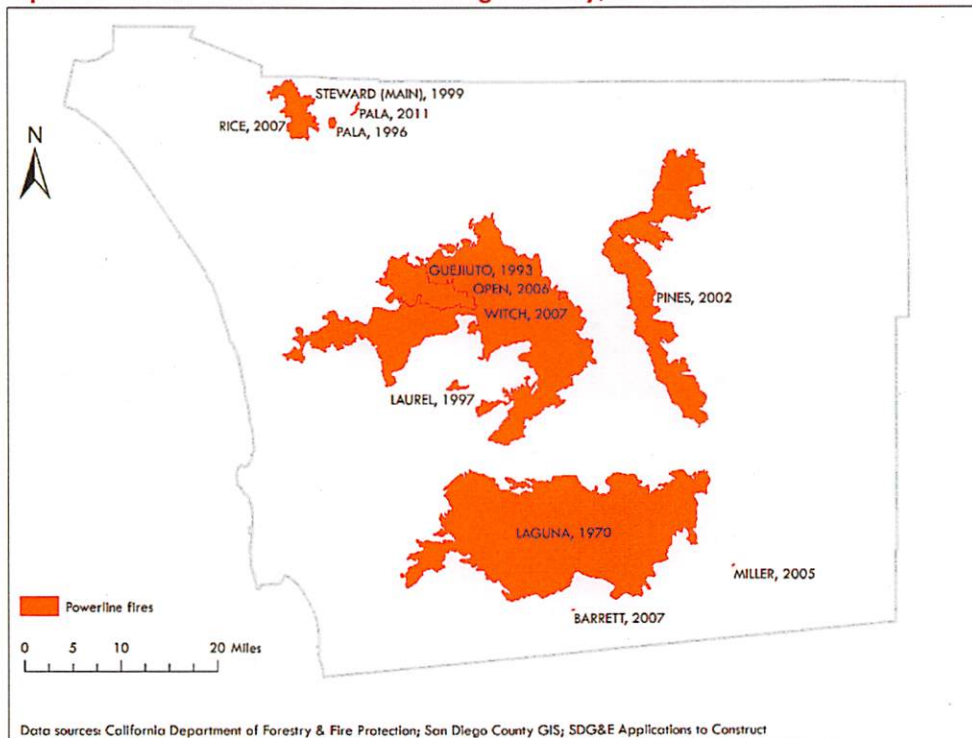 STEWARD (MAIN), 1999
PALA, 2011
RICE, 2007
PALA, 1996
N
GUEJIUTO, 1993
OPEN, 2006
PINES, 2002
WITCH, 2007
LAUREL, 1997
LAGUNA, 1970
MILLER, 2005
Powerline fires
BARRETT, 2007
0 5 10 20 Miles
Data sources: California Department of Forestry & Fire Protection; San Diego County GIS; SDG&E Applications to Construct